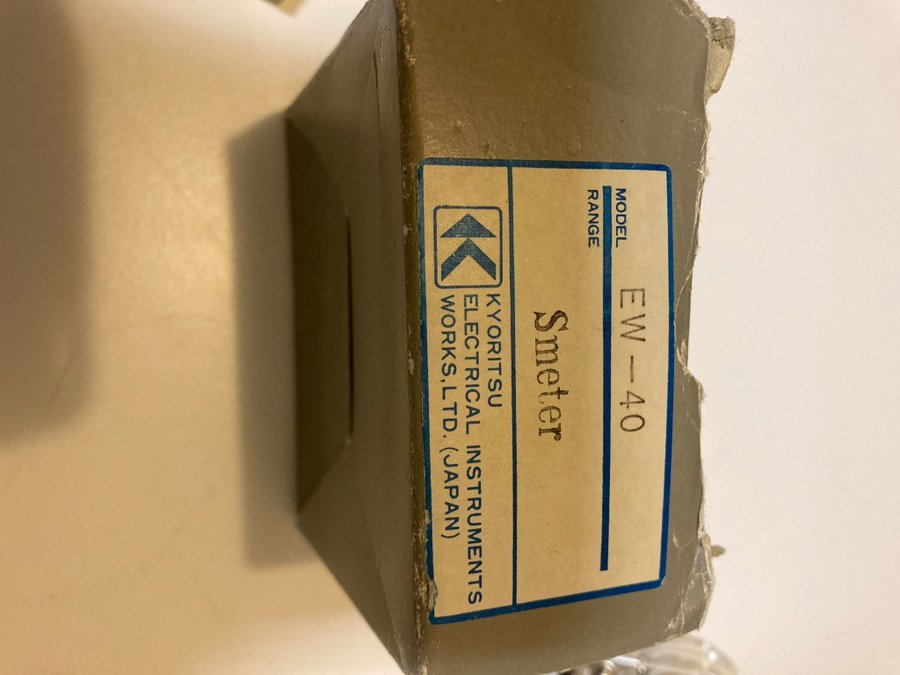 MODEL EW-40
RANGE
Smeter
KYORITSU
ELECTRICAL INSTRUMENTS
WORKS, LTD. (JAPAN)